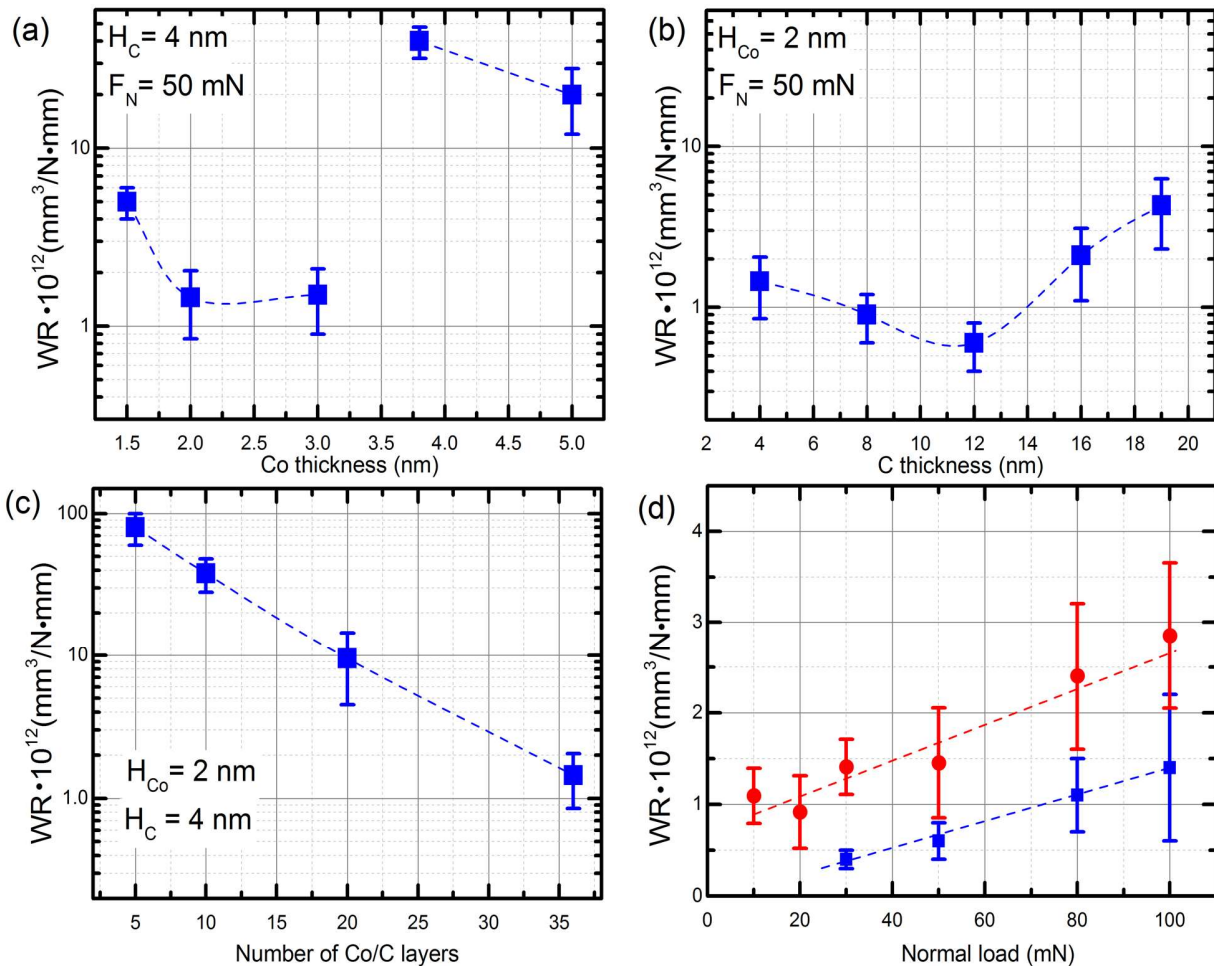 (a)
H_C = 4 nm
F_N = 50 mN
WR•10^12(mm^3/N•mm)
10
1
1.5 2.0 2.5 3.0 3.5 4.0 4.5 5.0
Co thickness (nm)
(b)
H_Co = 2 nm
F_N = 50 mN
WR•10^12(mm^3/N•mm)
10
1
2 4 6 8 10 12 14 16 18 20
C thickness (nm)
(c)
WR•10^12(mm^3/N•mm)
100
10
1.0
H_Co = 2 nm
H_C = 4 nm
5 10 15 20 25 30 35
Number of Co/C layers
(d)
WR•10^12(mm^3/N•mm)
4
3
2
1
0
0 20 40 60 80 100
Normal load (mN)